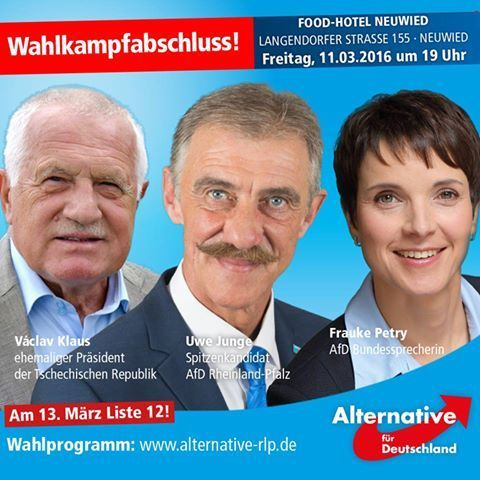 Wahlkampfabschluss!
FOOD-HOTEL NEUWIED
LANGENDORFER STRASSE 155 · NEUWIED
Freitag, 11.03.2016 um 19 Uhr
Václav Klaus
ehemaliger Präsident
der Tschechischen Republik
Uwe Junge
Spitzenkandidat
AfD Rheinland-Pfalz
Frauke Petry
AfD Bundessprecherin
Am 13. März Liste 12!
Wahlprogramm: www.alternative-rlp.de
Alternative
für
Deutschland